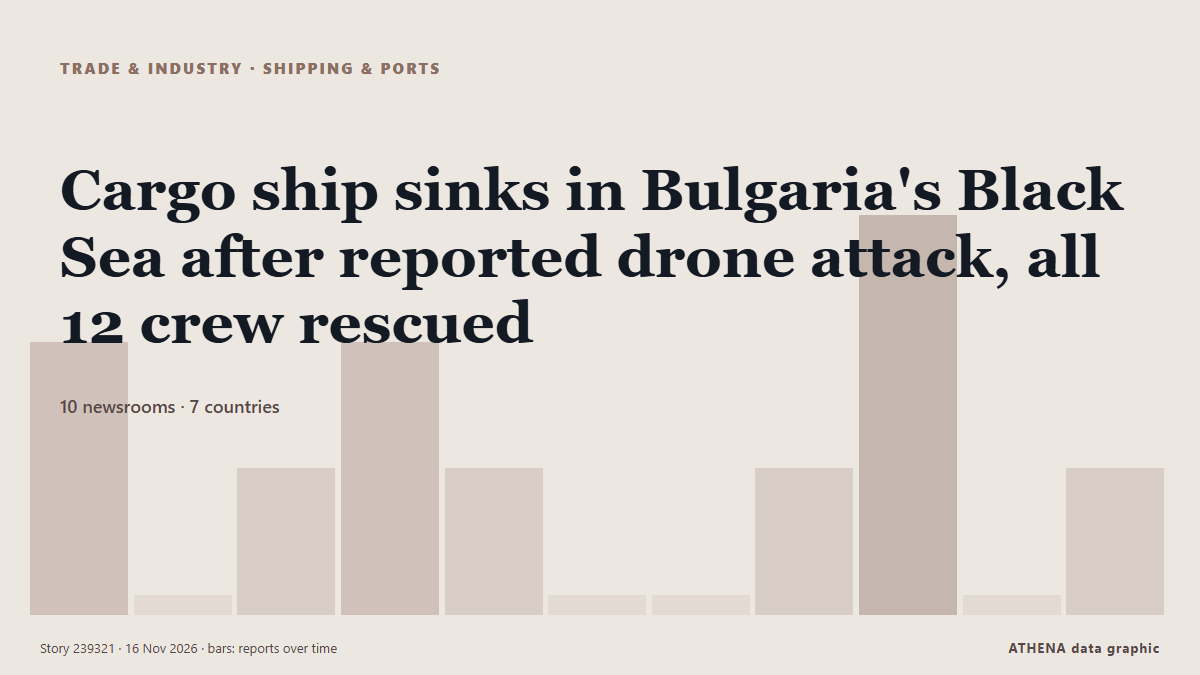 TRADE & INDUSTRY · SHIPPING & PORTS
Cargo ship sinks in Bulgaria's Black
Sea after reported drone attack, all
12 crew rescued
10 newsrooms · 7 countries
Story 239321 · 16 Nov 2026 · bars: reports over time
ATHENA data graphic